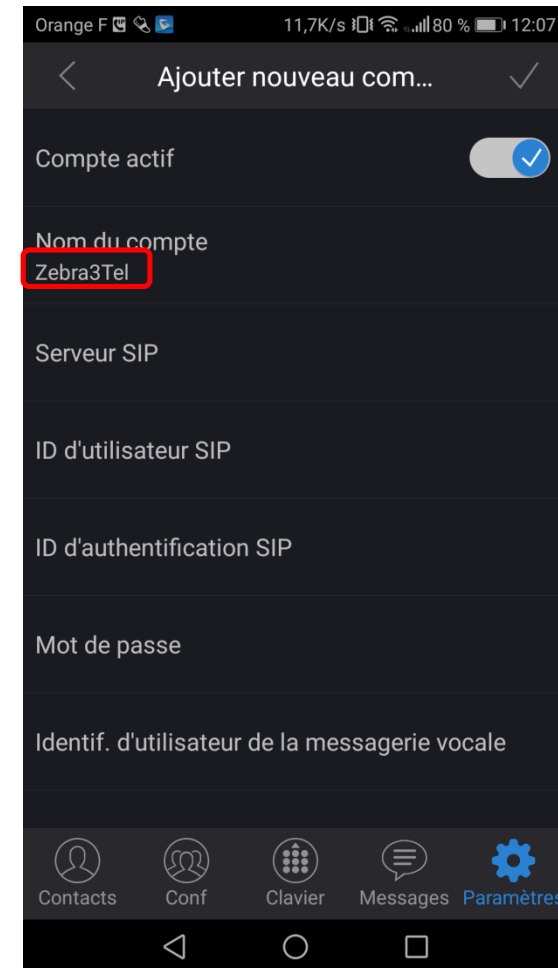 Orange F 11,7K/s 80 % 12:07
Ajouter nouveau com...
Compte actif
Nom du compte
Zebra3Tel
Serveur SIP
ID d'utilisateur SIP
ID d'authentification SIP
Mot de passe
Identif. d'utilisateur de la messagerie vocale
Contacts Conf Clavier Messages Paramètres